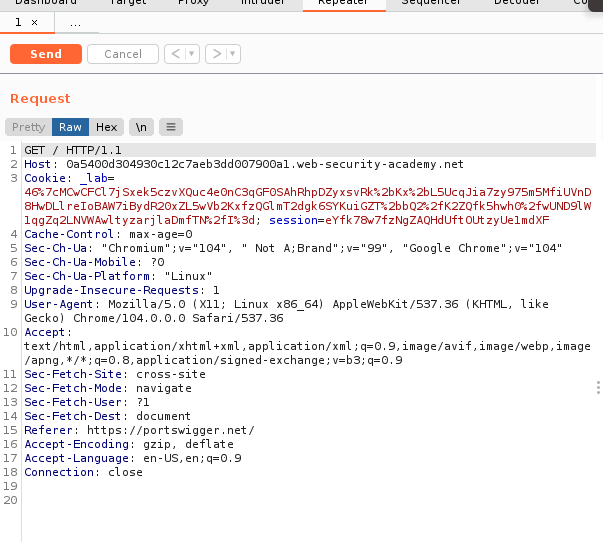 Dashboard Target Proxy Intruder Repeater Sequencer Decoder
1 × ...
Send Cancel < ▾ > ▾
Request
Pretty Raw Hex \n
1 GET / HTTP/1.1
2 Host: 0a5400d304930c12c7aeb3dd007900a1.web-security-academy.net
3 Cookie: _lab=
46%7cMCwCFCl7jSxek5czvXQuc4e0nC3qGF0SAhRhpDZyxsvRk%2bKx%2bL5UcqJia7zy975m5MfiUVnD
8HwDLlreIoBAW7iBydR20xZL5wVb2KxfzQGlmT2dgk6SYKuiGZT%2bbQ2%2fK2ZQfk5hwh0%2fwUND9lW
1qgZq2LNVWAwltyzarjlaDmfTN%2fI%3d; session=eYfk78w7fzNgZAQHdUftOUtzyUe1mdXF
4 Cache-Control: max-age=0
5 Sec-Ch-Ua: "Chromium";v="104", " Not A;Brand";v="99", "Google Chrome";v="104"
6 Sec-Ch-Ua-Mobile: ?0
7 Sec-Ch-Ua-Platform: "Linux"
8 Upgrade-Insecure-Requests: 1
9 User-Agent: Mozilla/5.0 (X11; Linux x86_64) AppleWebKit/537.36 (KHTML, like
Gecko) Chrome/104.0.0.0 Safari/537.36
10 Accept:
text/html,application/xhtml+xml,application/xml;q=0.9,image/avif,image/webp,image
/apng,*/*;q=0.8,application/signed-exchange;v=b3;q=0.9
11 Sec-Fetch-Site: cross-site
12 Sec-Fetch-Mode: navigate
13 Sec-Fetch-User: ?1
14 Sec-Fetch-Dest: document
15 Referer: https://portswigger.net/
16 Accept-Encoding: gzip, deflate
17 Accept-Language: en-US,en;q=0.9
18 Connection: close
19
20